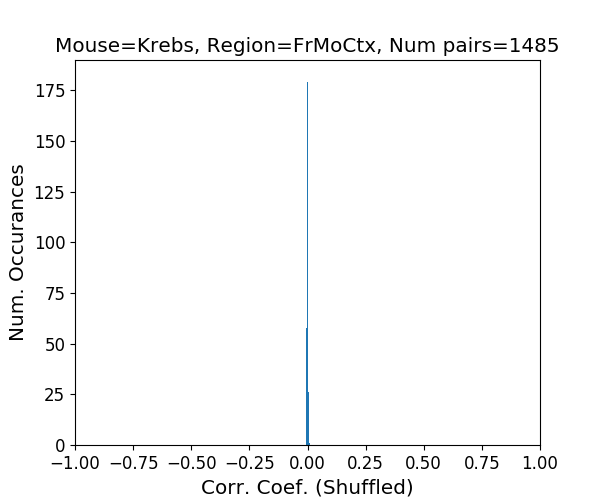 Mouse=Krebs, Region=FrMoCtx, Num pairs=1485
175
150
125
100
75
50
25
0
Num. Occurances
−1.00 −0.75 −0.50 −0.25 0.00 0.25 0.50 0.75 1.00
Corr. Coef. (Shuffled)